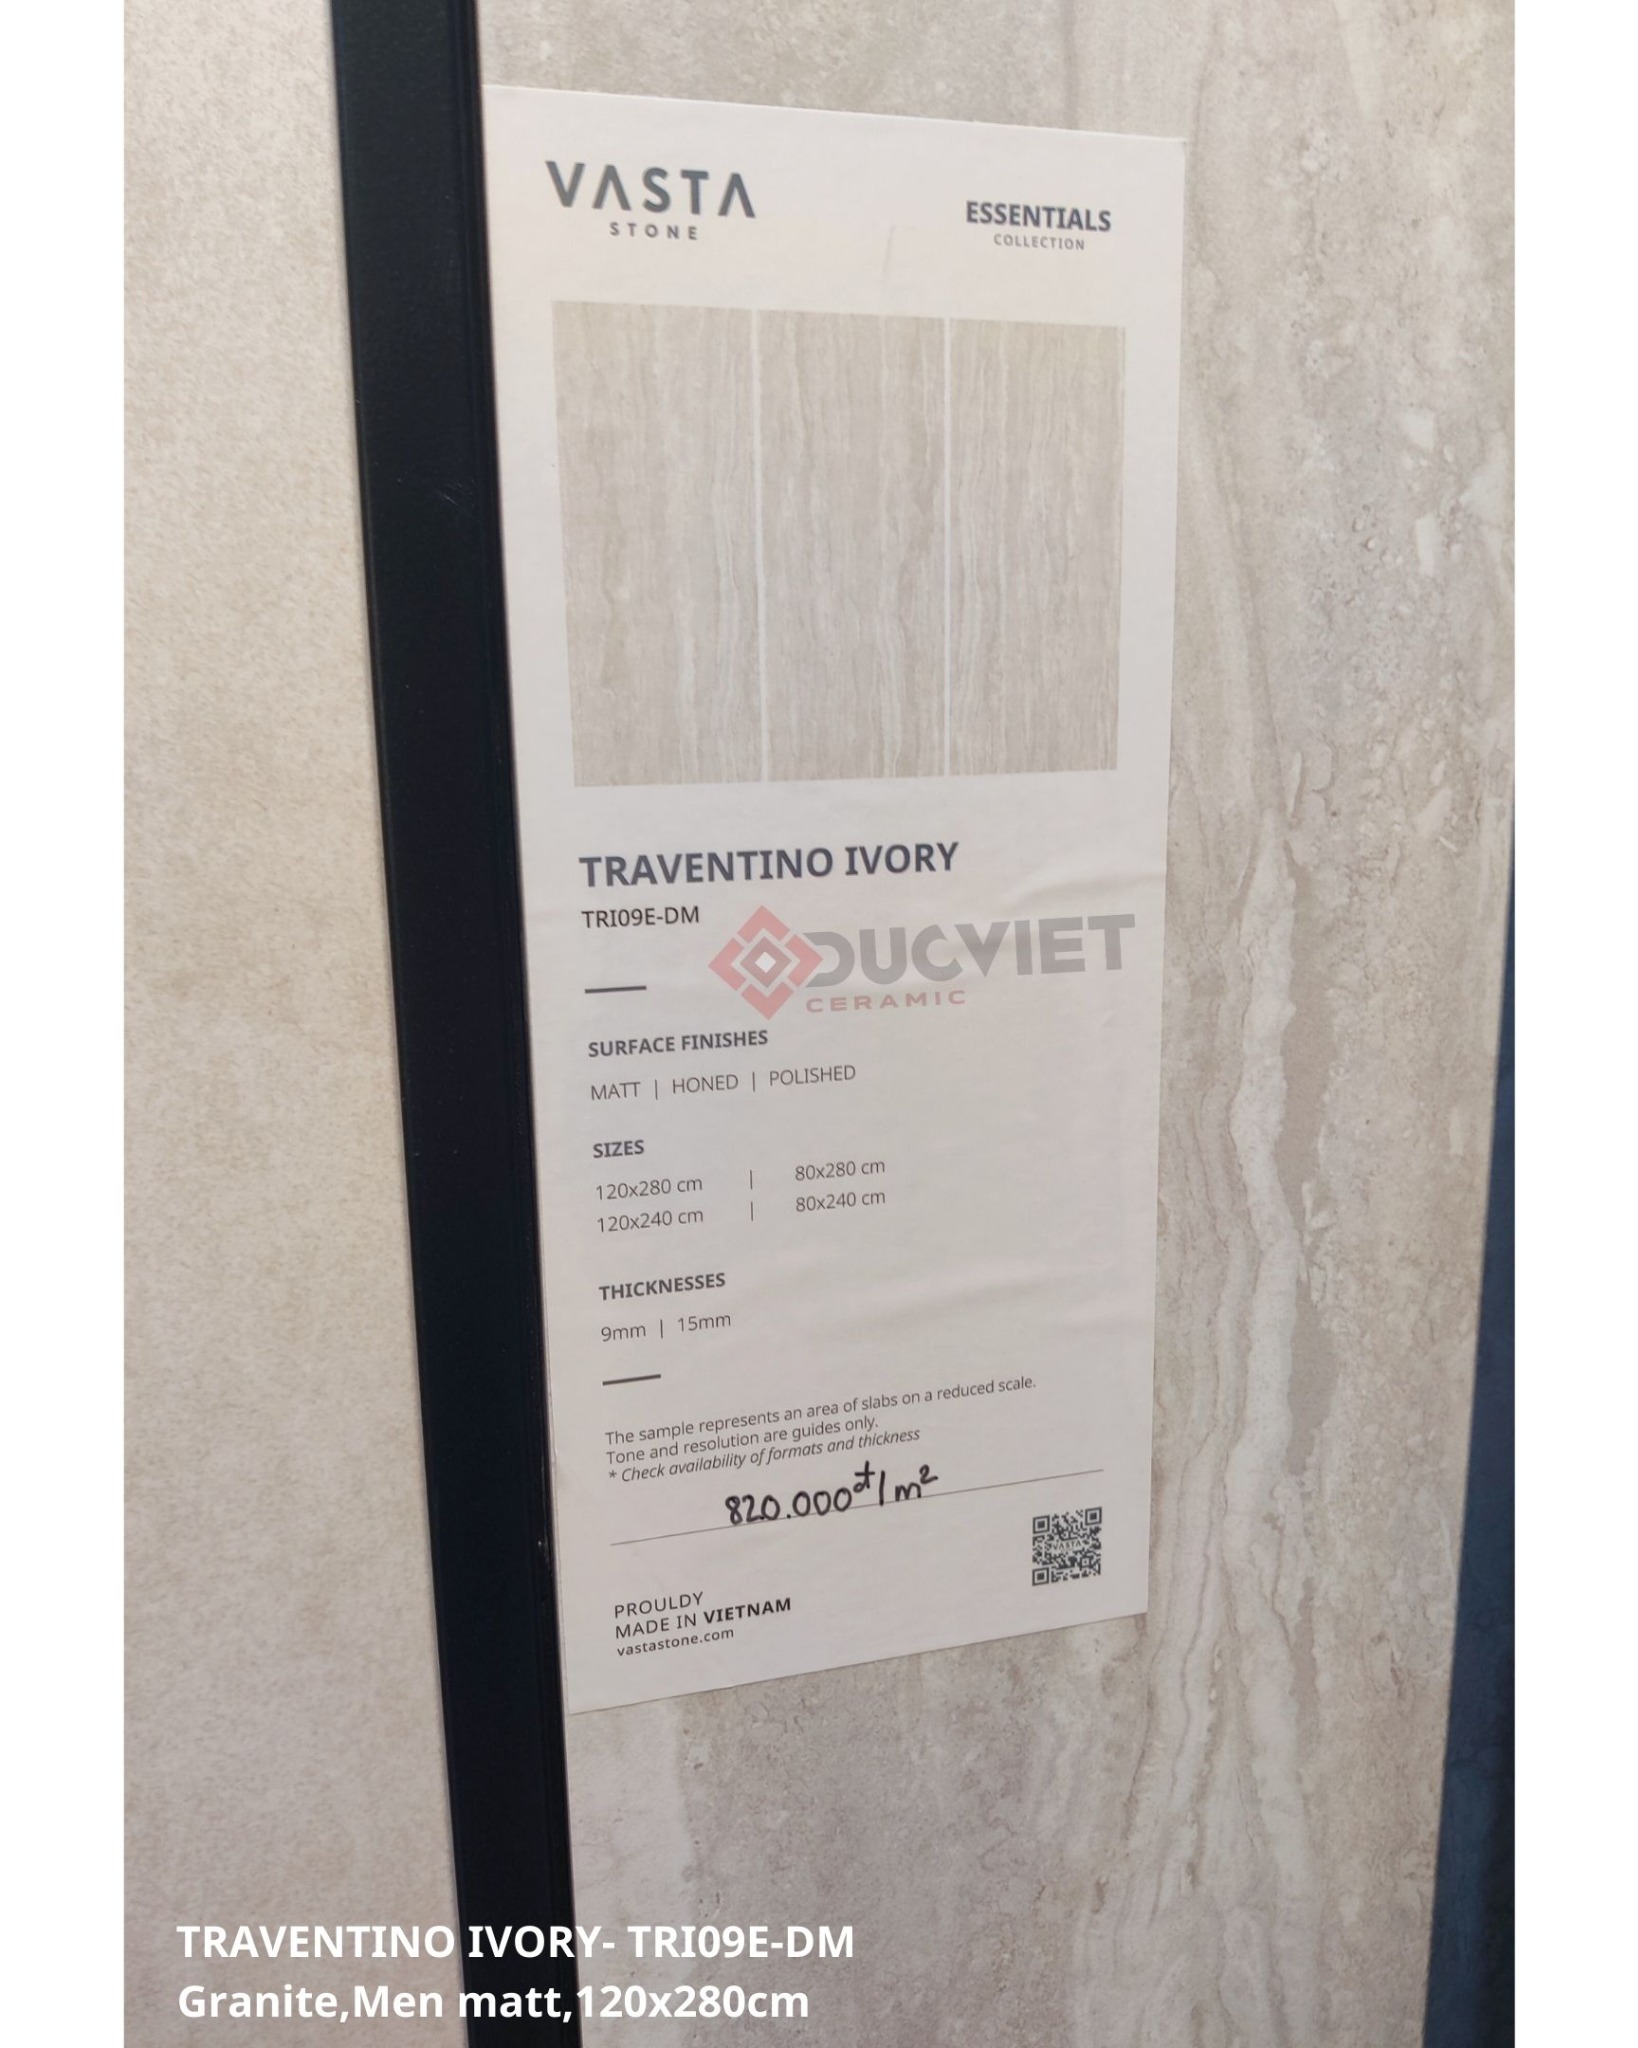 VASTA
STONE
ESSENTIALS
COLLECTION
TRAVENTINO IVORY
TRI09E-DM
DUCVIET
CERAMIC
SURFACE FINISHES
MATT | HONED | POLISHED
SIZES
120x280 cm | 80x280 cm
120x240 cm | 80x240 cm
THICKNESSES
9mm | 15mm
The sample represents an area of slabs on a reduced scale.
Tone and resolution are guides only.
* Check availability of formats and thickness
820.000đ/m²
VASTA
PROULDY
MADE IN VIETNAM
vastastone.com
TRAVENTINO IVORY- TRI09E-DM
Granite,Men matt,120x280cm